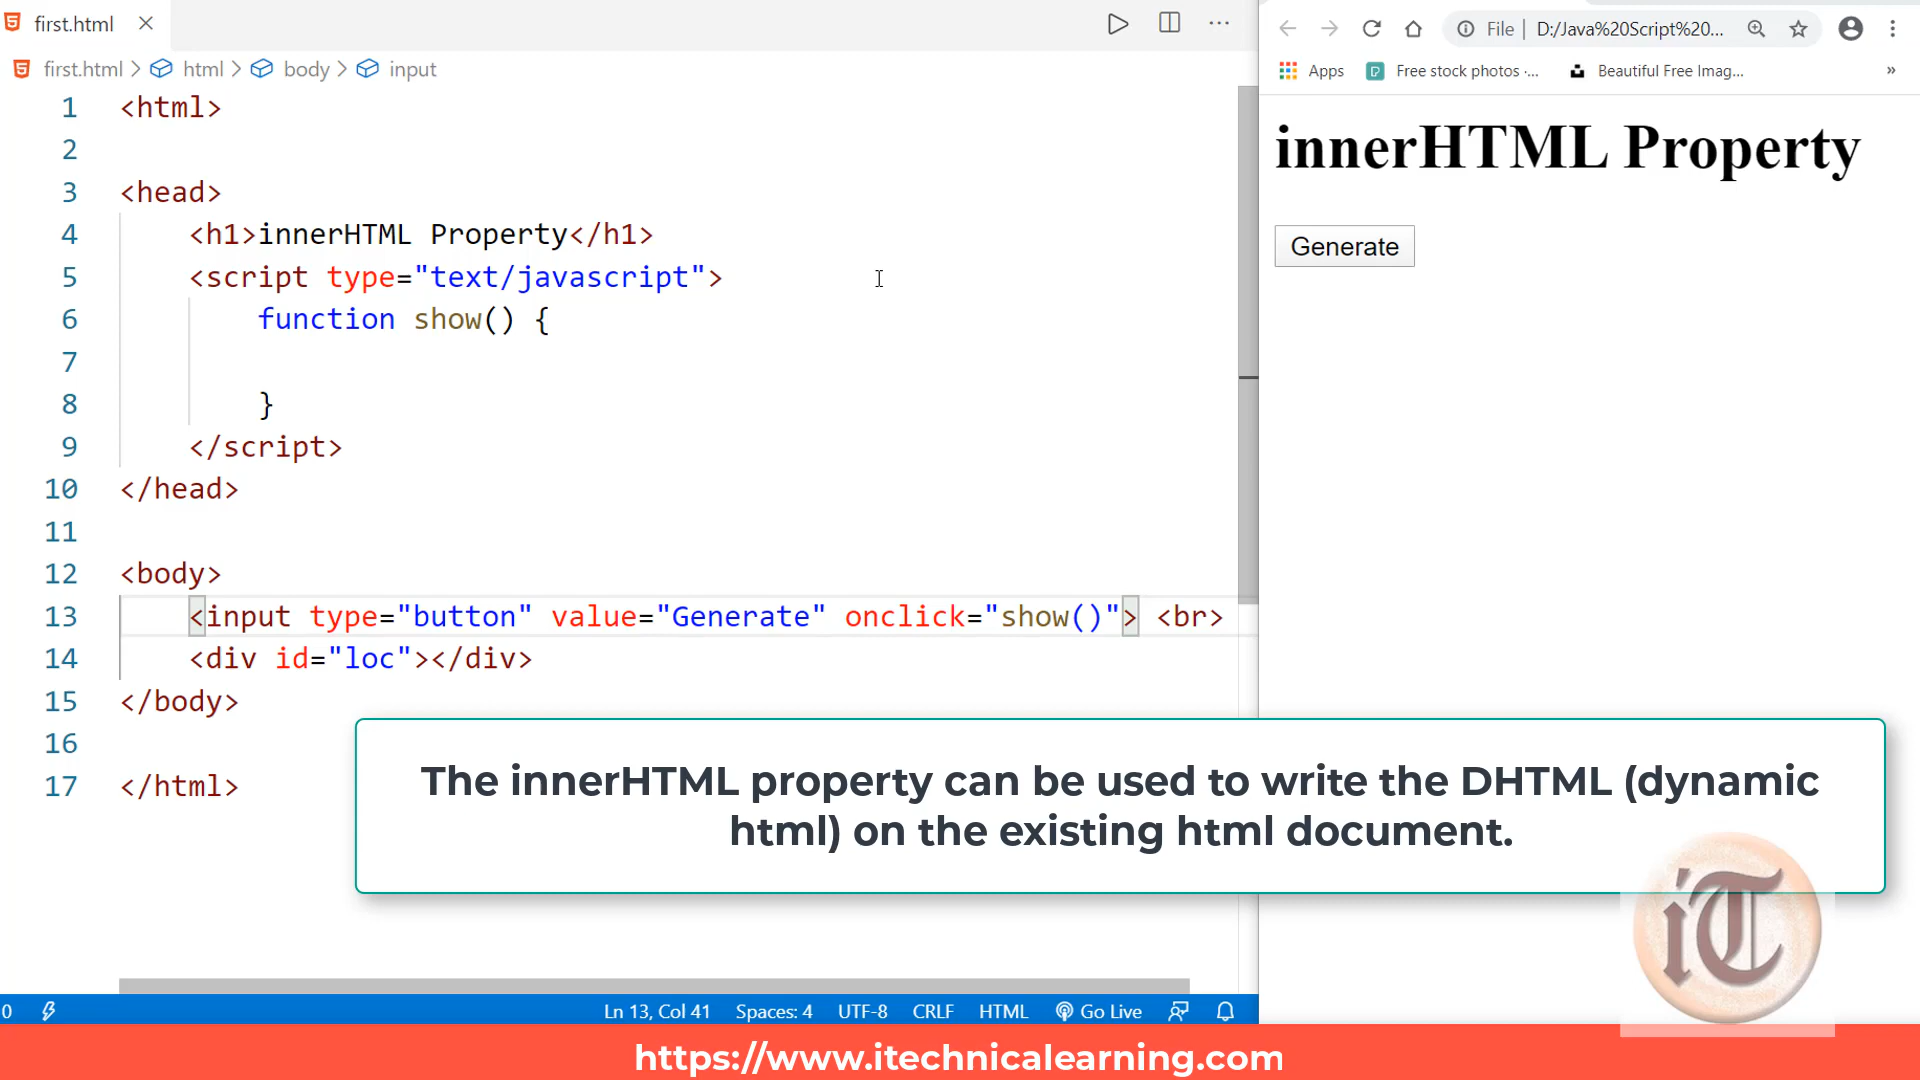 first.html
first.html > html > body > input
1 <html>
2
3 <head>
4 <h1>innerHTML Property</h1>
5 <script type="text/javascript">
6 function show() {
7
8 }
9 </script>
10 </head>
11
12 <body>
13 <input type="button" value="Generate" onclick="show()"> <br>
14 <div id="loc"></div>
15 </body>
16
17 </html>
0 Ln 13, Col 41 Spaces: 4 UTF-8 CRLF HTML Go Live
File | D:/Java%20Script%20...
Apps Free stock photos ·... Beautiful Free Imag... »
innerHTML Property
Generate
The innerHTML property can be used to write the DHTML (dynamic
html) on the existing html document.
iT
https://www.itechnicalearning.com